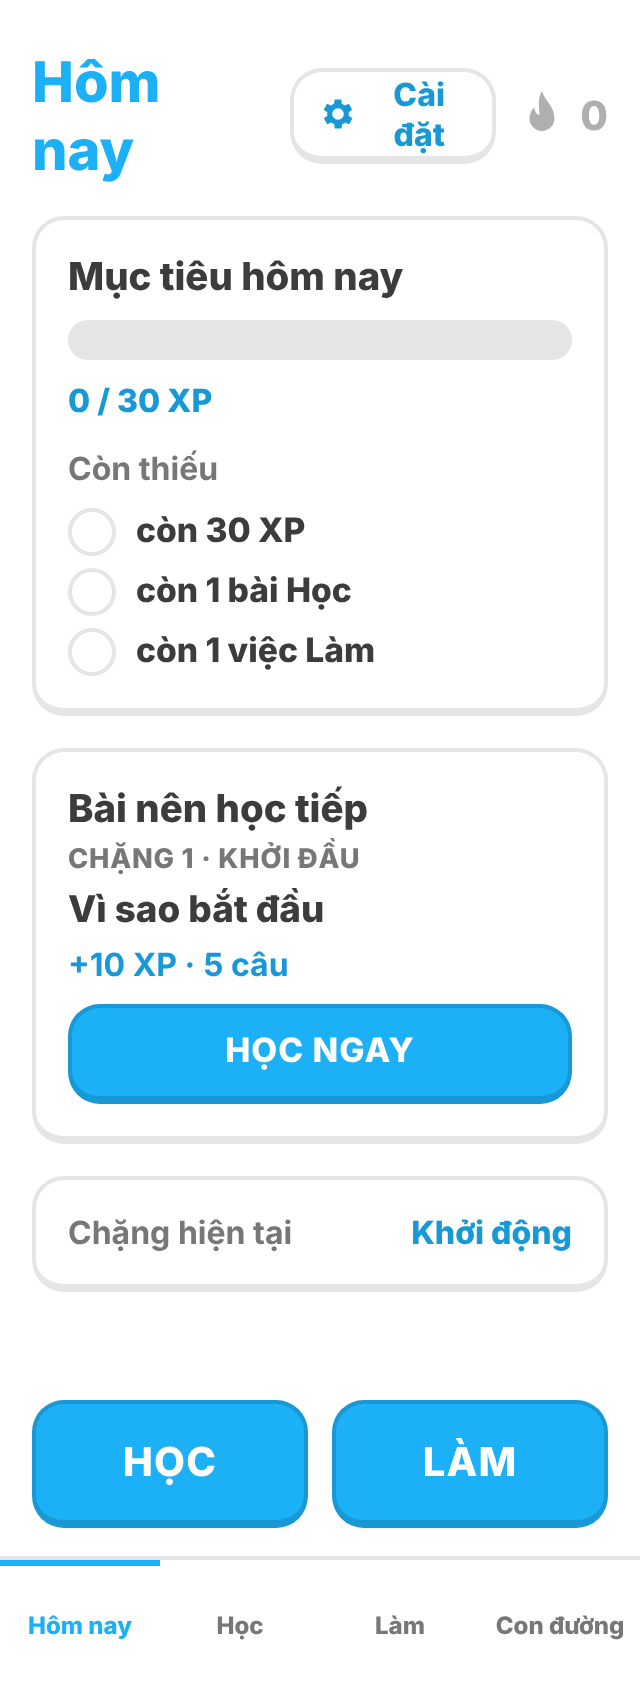 Hôm
nay
Cài
đặt
0
Mục tiêu hôm nay
0 / 30 XP
Còn thiếu
còn 30 XP
còn 1 bài Học
còn 1 việc Làm
Bài nên học tiếp
CHẶNG 1 · KHỞI ĐẦU
Vì sao bắt đầu
+10 XP · 5 câu
HỌC NGAY
Chặng hiện tại
Khởi động
HỌC
LÀM
Hôm nay
Học
Làm
Con đường